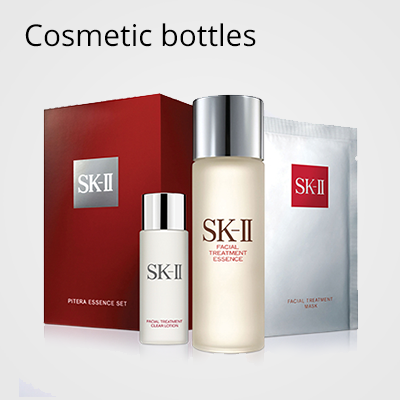 Cosmetic bottles
SK-II
PITERA ESSENCE SET
SK-II
FACIAL TREATMENT
CLEAR LOTION
SK-II
FACIAL
TREATMENT
ESSENCE
SK-II
FACIAL TREATMENT
MASK